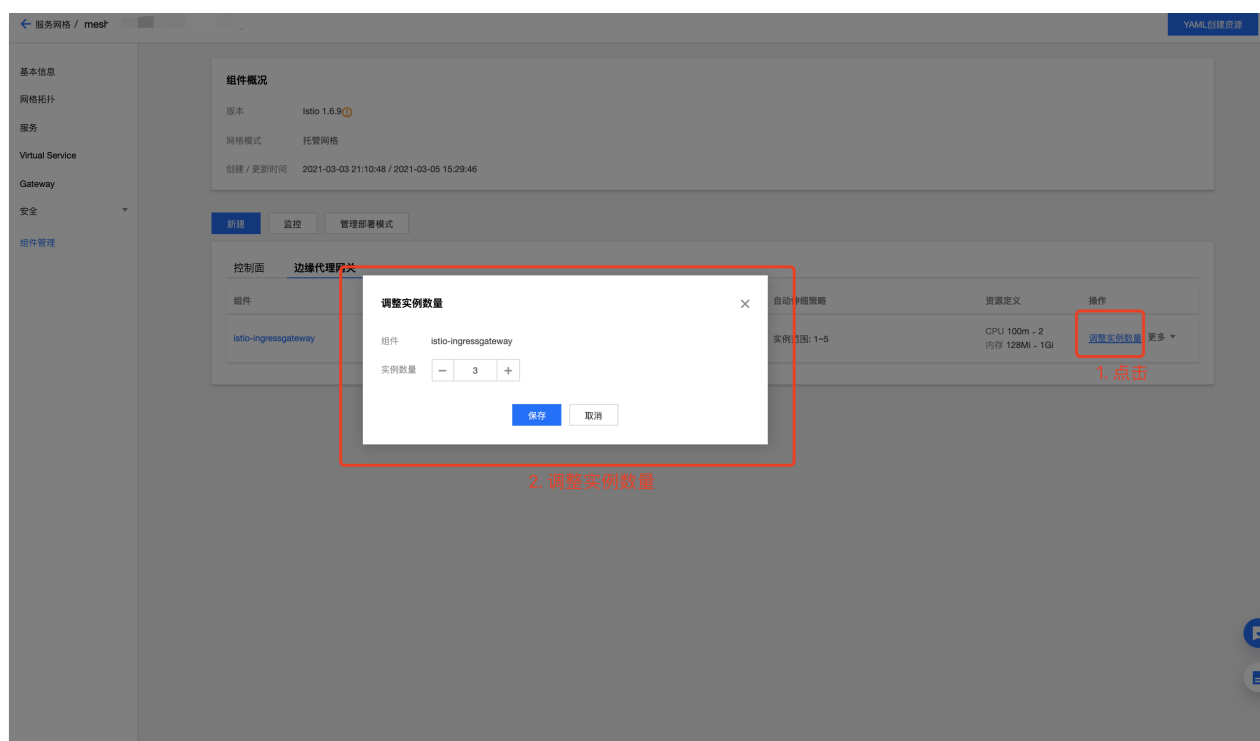 服务网格 / mesh
YAML创建资源
基本信息
网格拓扑
服务
Virtual Service
Gateway
安全
组件管理
组件概况
版本 Istio 1.6.9
网格模式 托管网格
创建 / 更新时间 2021-03-03 21:10:48 / 2021-03-05 15:29:46
新建 监控 管理部署模式
控制面 边缘代理网关
组件 自动伸缩策略 资源定义 操作
istio-ingressgateway 实例范围: 1~5 CPU 100m - 2 调整实例数量 更多
内存 128Mi - 1Gi
1. 点击
调整实例数量
组件 istio-ingressgateway
实例数量 3
保存 取消
2. 调整实例数量